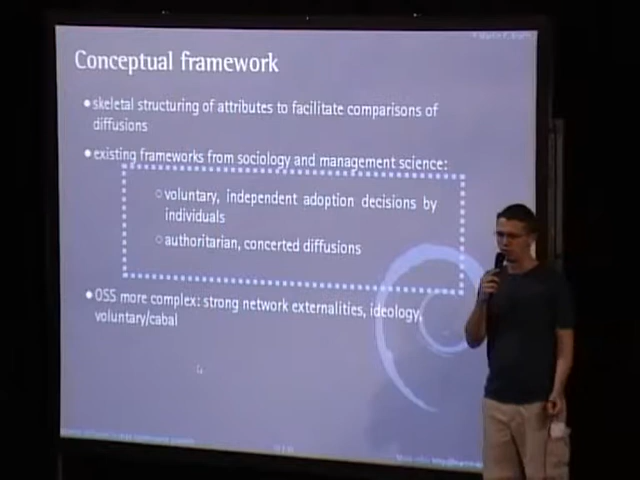 Conceptual framework
●skeletal structuring of attributes to facilitate comparisons of
diffusions
●existing frameworks from sociology and management science:
○voluntary, independent adoption decisions by
individuals
○authoritarian, concerted diffusions
●OSS more complex: strong network externalities, ideology,
voluntary/cabal